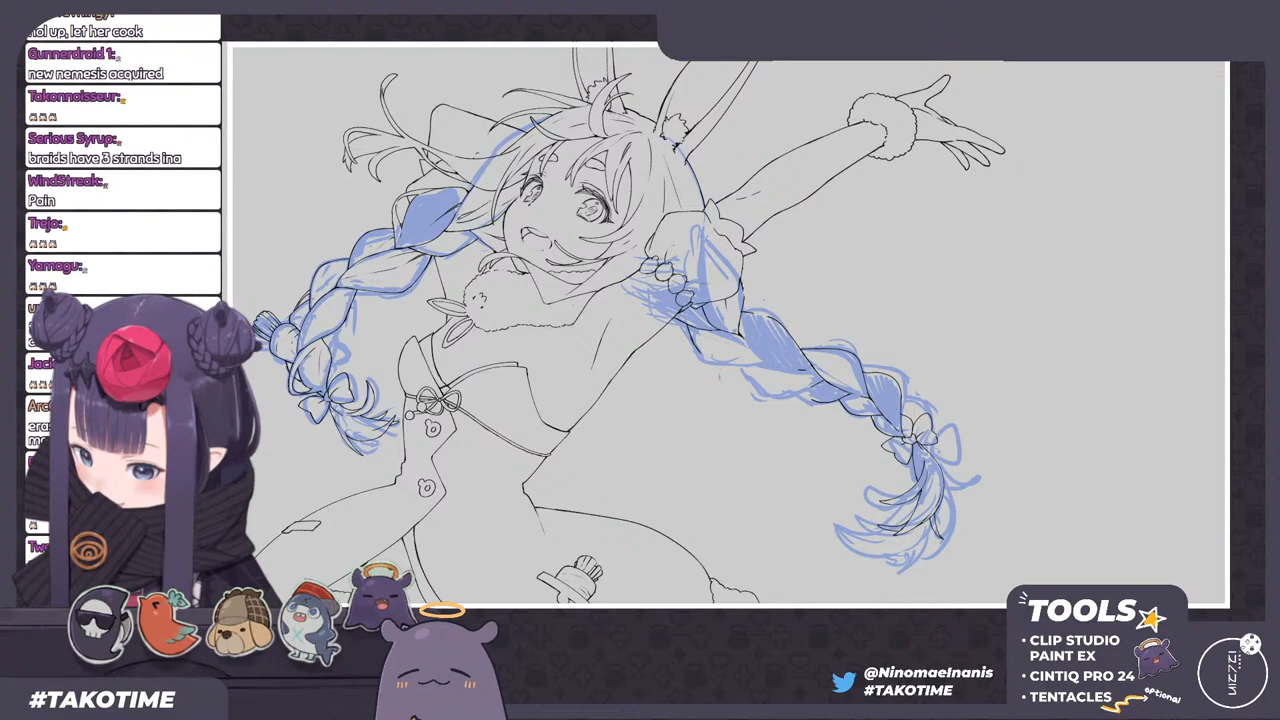 hol up, let her cook
Gunnerdroid 1:
new nemesis acquired
Takonnoisseur:
Serious Syrup:
braids have 3 strands ina
WindStreak:
Pain
Trejo:
Yamagu:
TOOLS
• CLIP STUDIO
PAINT EX
• CINTIQ PRO 24
• TENTACLES
optional
@NinomaeInanis
#TAKOTIME
#TAKOTIME